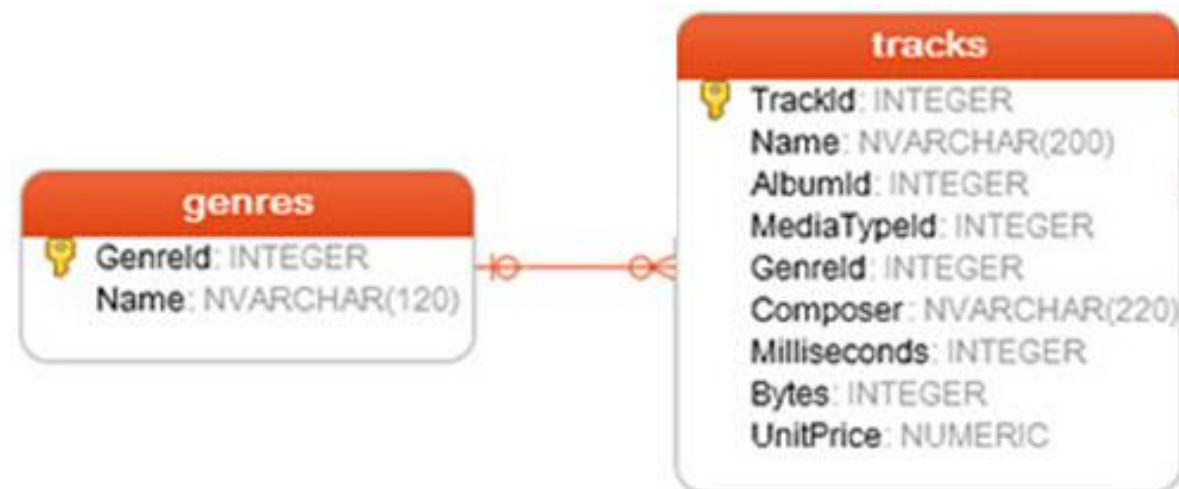 genres
GenreId: INTEGER
Name: NVARCHAR(120)
tracks
TrackId: INTEGER
Name: NVARCHAR(200)
AlbumId: INTEGER
MediaTypeId: INTEGER
GenreId: INTEGER
Composer: NVARCHAR(220)
Milliseconds: INTEGER
Bytes: INTEGER
UnitPrice: NUMERIC